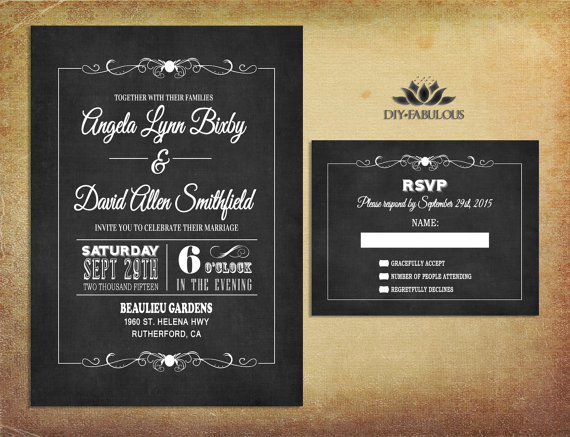 TOGETHER WITH THEIR FAMILIES
Angela Lynn Bixby
&
David Allen Smithfield
INVITE YOU TO CELEBRATE THEIR MARRIAGE
SATURDAY
SEPT 29TH
TWO THOUSAND FIFTEEN
6 O'CLOCK
IN THE EVENING
BEAULIEU GARDENS
1960 ST. HELENA HWY
RUTHERFORD, CA
DIY-FABULOUS
RSVP
Please respond by September 29st, 2015
NAME:
GRACEFULLY ACCEPT
NUMBER OF PEOPLE ATTENDING
REGRETFULLY DECLINES